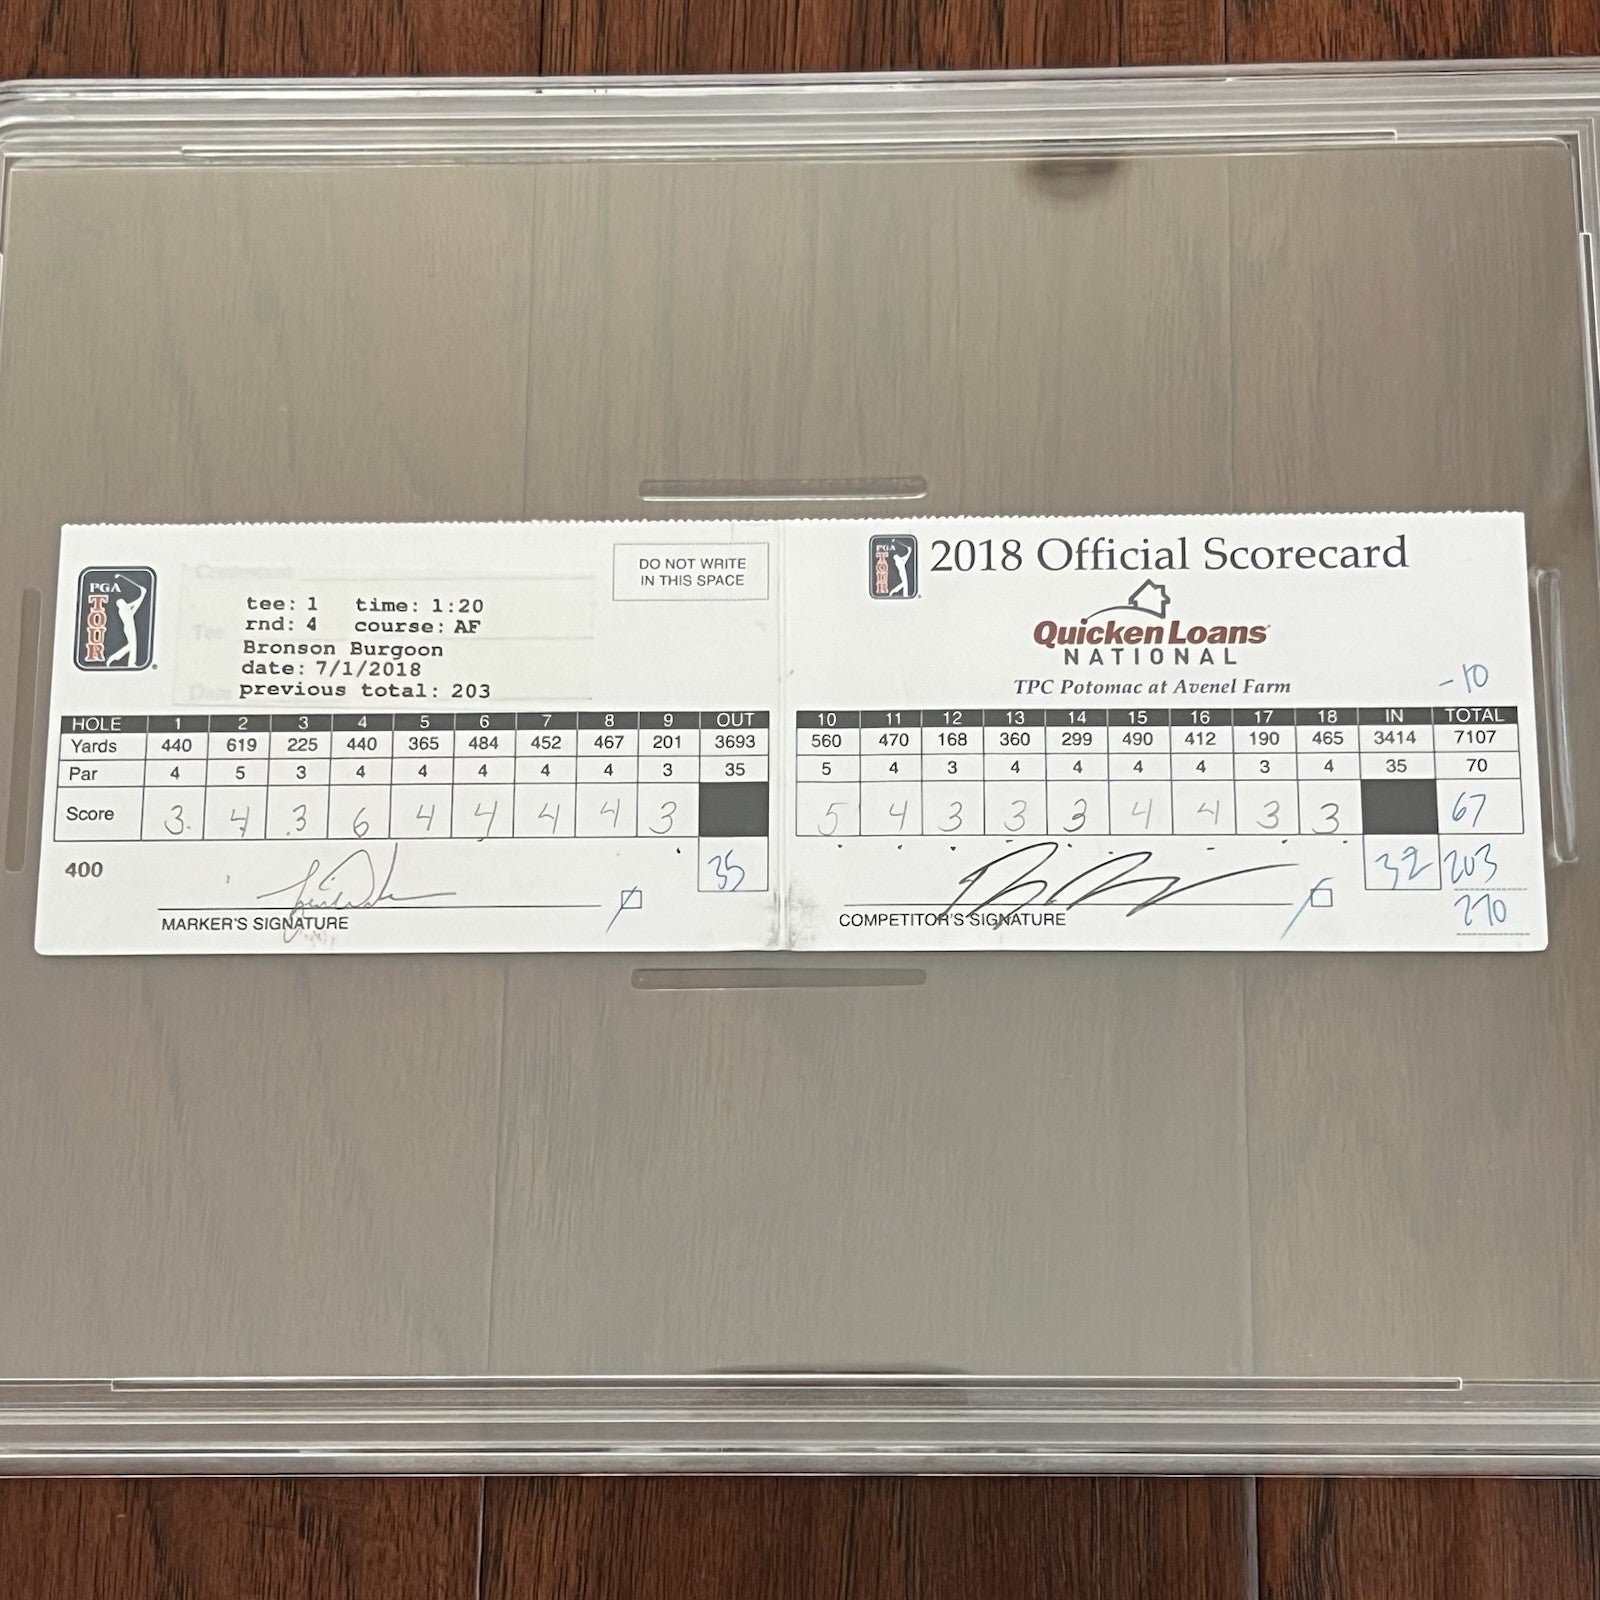 PGA TOUR
DO NOT WRITE
IN THIS SPACE
tee: 1 time: 1:20
rnd: 4 course: AF
Bronson Burgoon
date: 7/1/2018
previous total: 203
HOLE 1 2 3 4 5 6 7 8 9 OUT
Yards 440 619 225 440 365 484 452 467 201 3693
Par 4 5 3 4 4 4 4 4 3 35
Score 3 4 3 6 4 4 4 4 3
400
35
MARKER'S SIGNATURE
PGA TOUR
2018 Official Scorecard
Quicken Loans
NATIONAL
TPC Potomac at Avenel Farm
-10
10 11 12 13 14 15 16 17 18 IN TOTAL
560 470 168 360 299 490 412 190 465 3414 7107
5 4 3 4 4 4 4 3 4 35 70
5 4 3 3 3 4 4 3 3 67
32 203
270
COMPETITOR'S SIGNATURE